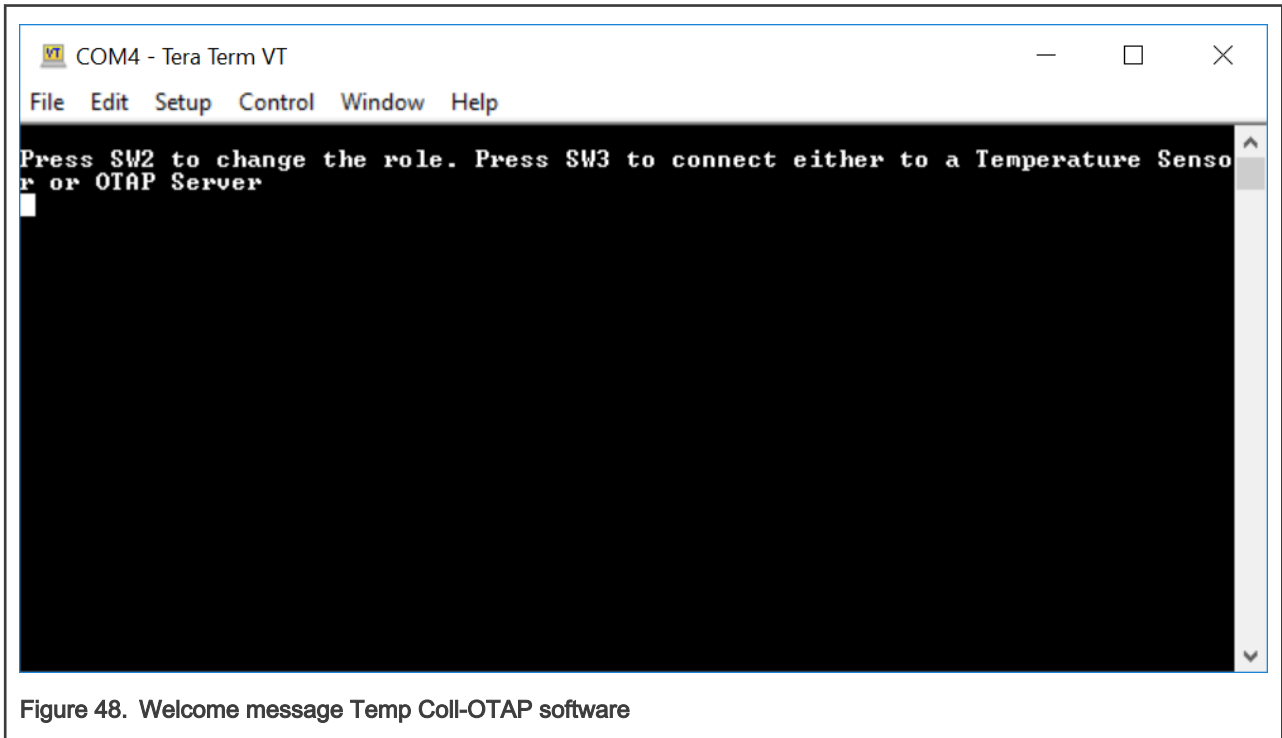 COM4 - Tera Term VT
File Edit Setup Control Window Help
Press SW2 to change the role. Press SW3 to connect either to a Temperature Senso
r or OTAP Server
Figure 48. Welcome message Temp Coll-OTAP software